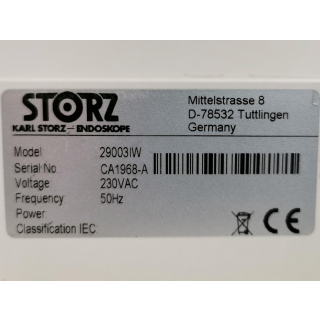 STORZ
KARL STORZ—ENDOSKOPE
Mittelstrasse 8
D-78532 Tuttlingen
Germany
Model: 29003IW
Serial No: CA1968-A
Voltage: 230VAC
Frequency: 50Hz
Power:
Classification IEC:
CE